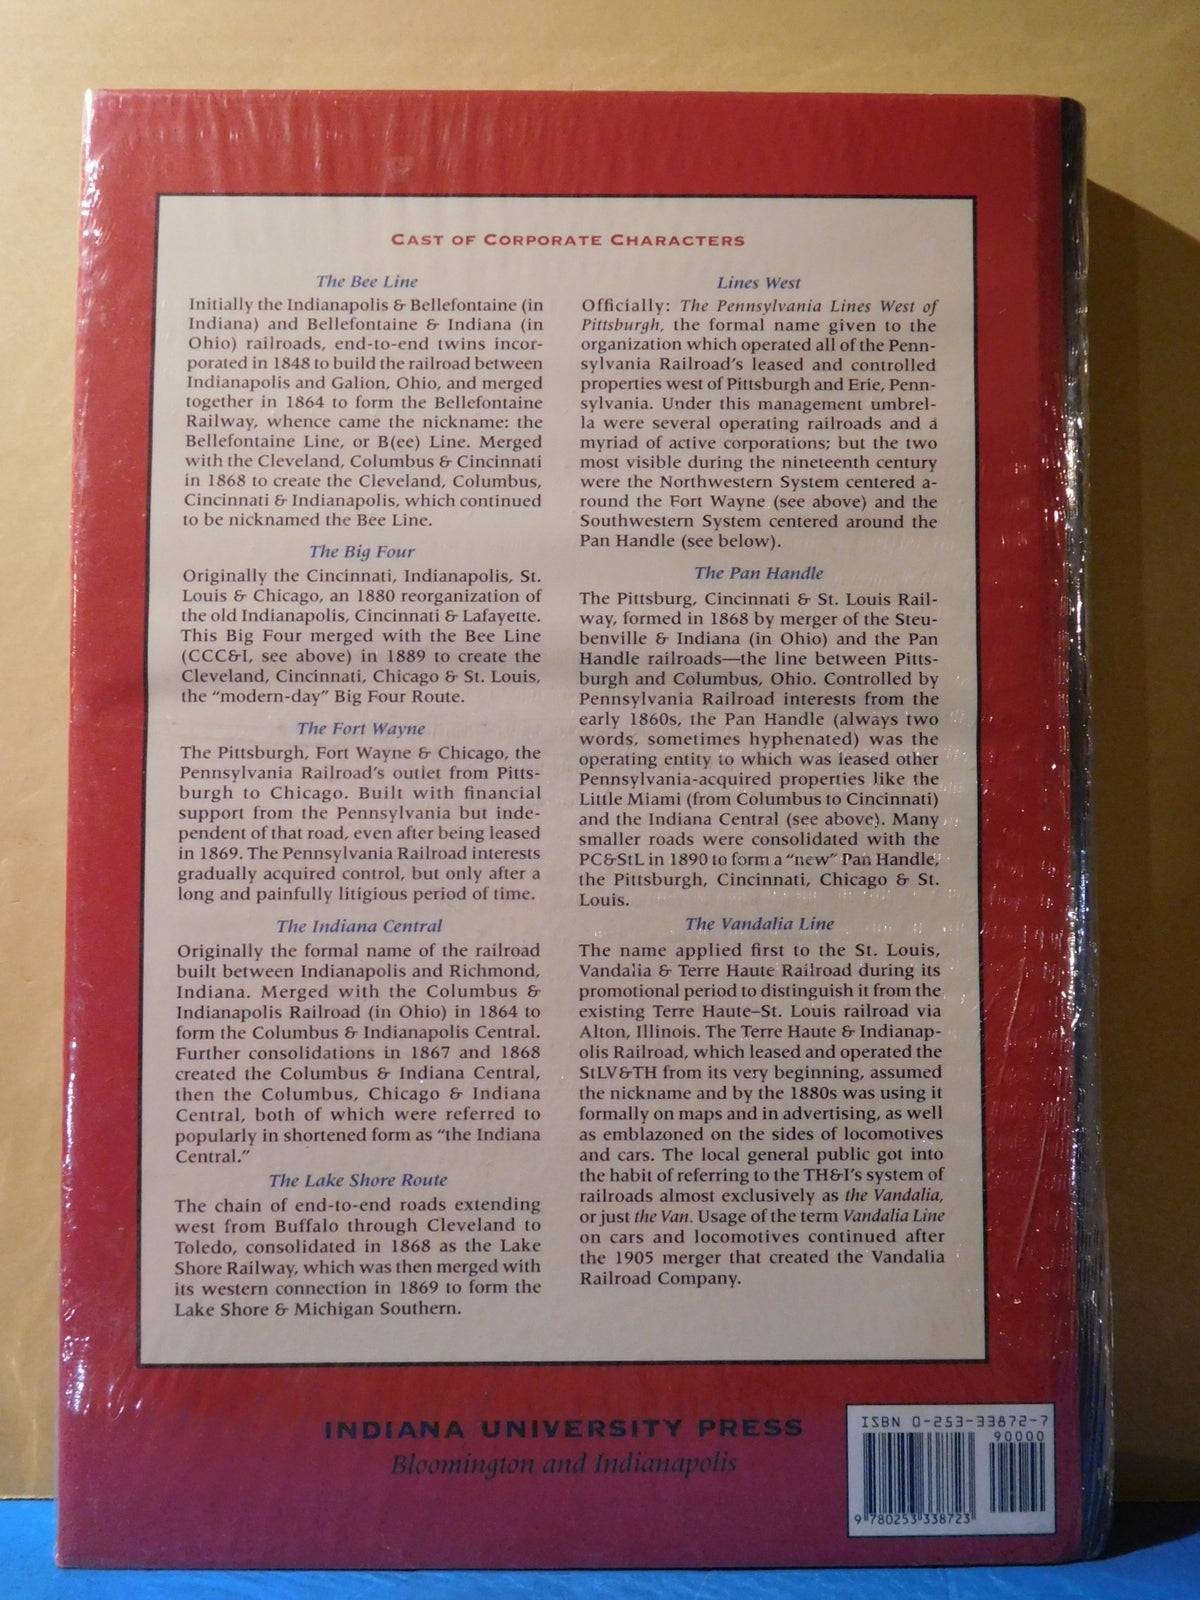 CAST OF CORPORATE CHARACTERS
The Bee Line
Initially the Indianapolis & Bellefontaine (in
Indiana) and Bellefontaine & Indiana (in
Ohio) railroads, end-to-end twins incor-
porated in 1848 to build the railroad between
Indianapolis and Galion, Ohio, and merged
together in 1864 to form the Bellefontaine
Railway, whence came the nickname: the
Bellefontaine Line, or B(ee) Line. Merged
with the Cleveland, Columbus & Cincinnati
in 1868 to create the Cleveland, Columbus,
Cincinnati & Indianapolis, which continued
to be nicknamed the Bee Line.
The Big Four
Originally the Cincinnati, Indianapolis, St.
Louis & Chicago, an 1880 reorganization of
the old Indianapolis, Cincinnati & Lafayette.
This Big Four merged with the Bee Line
(CCC&I, see above) in 1889 to create the
Cleveland, Cincinnati, Chicago & St. Louis,
the “modern-day” Big Four Route.
The Fort Wayne
The Pittsburgh, Fort Wayne & Chicago, the
Pennsylvania Railroad's outlet from Pitts-
burgh to Chicago. Built with financial
support from the Pennsylvania but inde-
pendent of that road, even after being leased
in 1869. The Pennsylvania Railroad interests
gradually acquired control, but only after a
long and painfully litigious period of time.
The Indiana Central
Originally the formal name of the railroad
built between Indianapolis and Richmond,
Indiana. Merged with the Columbus &
Indianapolis Railroad (in Ohio) in 1864 to
form the Columbus & Indianapolis Central.
Further consolidations in 1867 and 1868
created the Columbus & Indiana Central,
then the Columbus, Chicago & Indiana
Central, both of which were referred to
popularly in shortened form as “the Indiana
Central.”
The Lake Shore Route
The chain of end-to-end roads extending
west from Buffalo through Cleveland to
Toledo, consolidated in 1868 as the Lake
Shore Railway, which was then merged with
its western connection in 1869 to form the
Lake Shore & Michigan Southern.
Lines West
Officially: The Pennsylvania Lines West of
Pittsburgh, the formal name given to the
organization which operated all of the Penn-
sylvania Railroad's leased and controlled
properties west of Pittsburgh and Erie, Penn-
sylvania. Under this management umbrel-
la were several operating railroads and a
myriad of active corporations; but the two
most visible during the nineteenth century
were the Northwestern System centered a-
round the Fort Wayne (see above) and the
Southwestern System centered around the
Pan Handle (see below).
The Pan Handle
The Pittsburg, Cincinnati & St. Louis Rail-
way, formed in 1868 by merger of the Steu-
benville & Indiana (in Ohio) and the Pan
Handle railroads—the line between Pitts-
burgh and Columbus, Ohio. Controlled by
Pennsylvania Railroad interests from the
early 1860s, the Pan Handle (always two
words, sometimes hyphenated) was the
operating entity to which was leased other
Pennsylvania-acquired properties like the
Little Miami (from Columbus to Cincinnati)
and the Indiana Central (see above). Many
smaller roads were consolidated with the
PC&StL in 1890 to form a “new” Pan Handle,
the Pittsburgh, Cincinnati, Chicago & St.
Louis.
The Vandalia Line
The name applied first to the St. Louis,
Vandalia & Terre Haute Railroad during its
promotional period to distinguish it from the
existing Terre Haute–St. Louis railroad via
Alton, Illinois. The Terre Haute & Indianap-
olis Railroad, which leased and operated the
StLV&TH from its very beginning, assumed
the nickname and by the 1880s was using it
formally on maps and in advertising, as well
as emblazoned on the sides of locomotives
and cars. The local general public got into
the habit of referring to the TH&I's system of
railroads almost exclusively as the Vandalia,
or just the Van. Usage of the term Vandalia Line
on cars and locomotives continued after
the 1905 merger that created the Vandalia
Railroad Company.
INDIANA UNIVERSITY PRESS
Bloomington and Indianapolis
ISBN 0-253-33872-7
90000
9 780253 338723